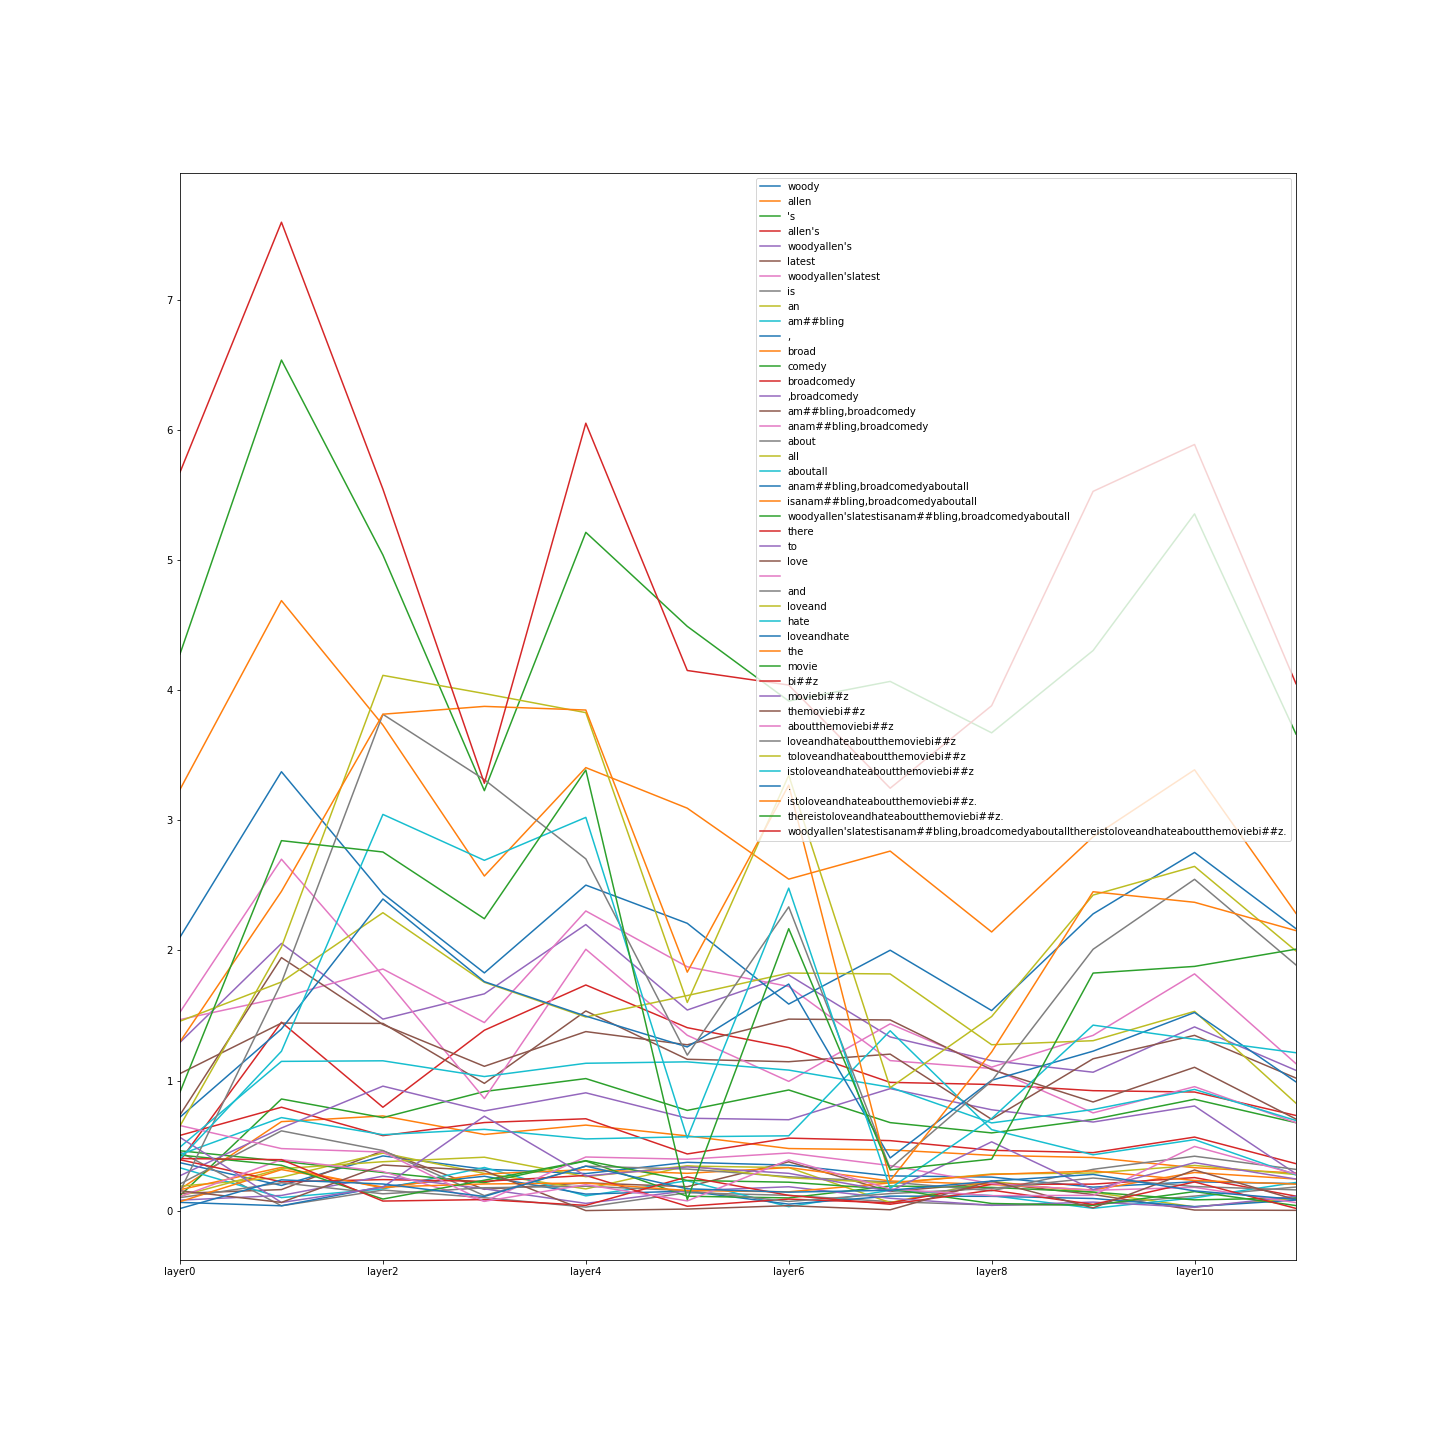 woody
allen
's
allen's
woodyallen's
latest
woodyallen'slatest
is
an
am##bling
,
broad
comedy
broadcomedy
,broadcomedy
am##bling,broadcomedy
anam##bling,broadcomedy
about
all
aboutall
anam##bling,broadcomedyaboutall
isanam##bling,broadcomedyaboutall
woodyallen'slatestisanam##bling,broadcomedyaboutall
there
to
love
and
loveand
hate
loveandhate
the
movie
bi##z
moviebi##z
themoviebi##z
aboutthemoviebi##z
loveandhateaboutthemoviebi##z
toloveandhateaboutthemoviebi##z
istoloveandhateaboutthemoviebi##z
.
istoloveandhateaboutthemoviebi##z.
thereistoloveandhateaboutthemoviebi##z.
woodyallen'slatestisanam##bling,broadcomedyaboutallthereistoloveandhateaboutthemoviebi##z.
7
6
5
4
3
2
1
0
layer0 layer2 layer4 layer6 layer8 layer10